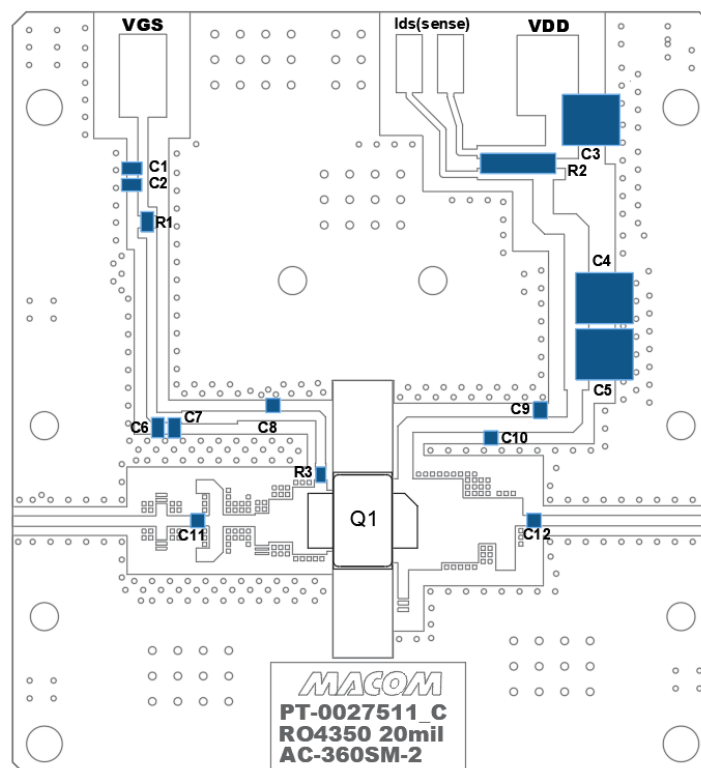 VGS
Ids(sense)
VDD
C1
C2
R1
C3
R2
C4
C5
C6
C7
C8
C9
C10
R3
Q1
C11
C12
MACOM
PT-0027511_C
RO4350 20mil
AC-360SM-2